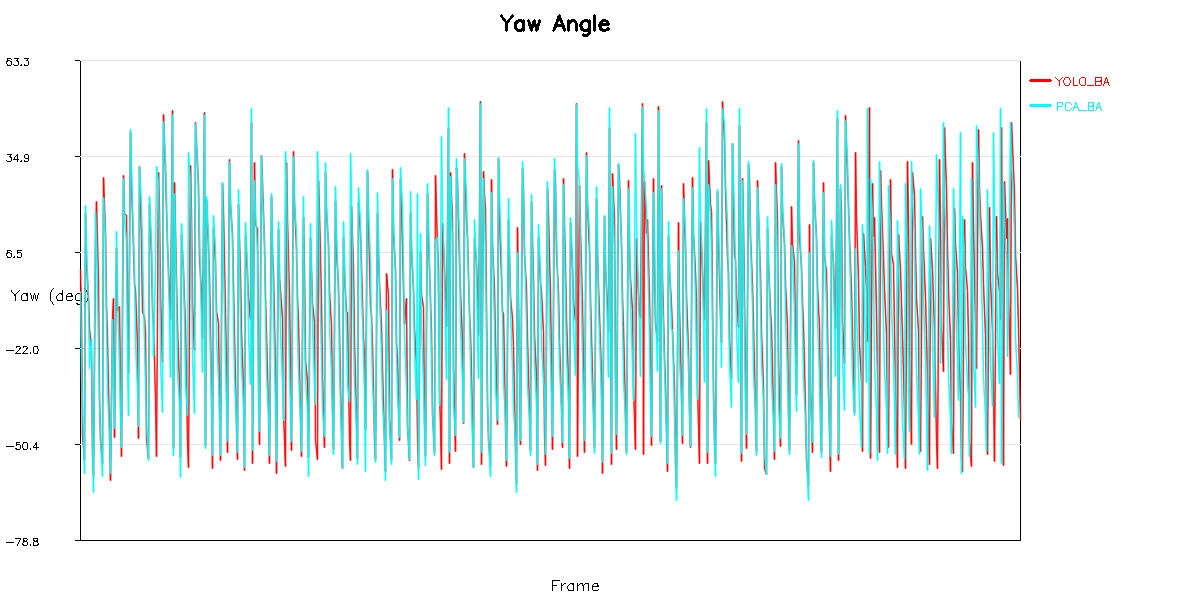 Yaw Angle
63.3
YOLO_BA
PCA_BA
34.9
6.5
Yaw (deg)
-22.0
-50.4
-78.8
Frame